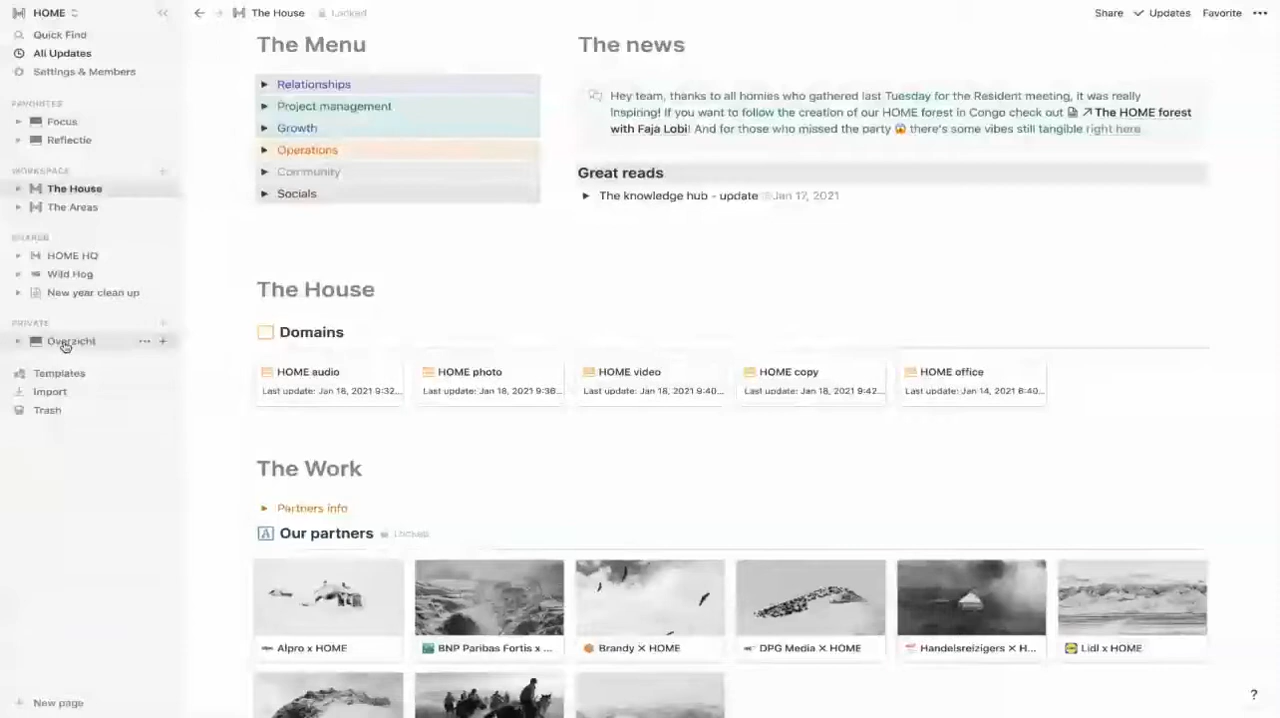 HOME
The House
Locked
Share
Updates
Favorite
Quick Find
All Updates
Settings & Members
FAVORITES
Focus
Reflectie
WORKSPACE
The House
The Areas
SHARED
HOME HQ
Wild Hog
New year clean up
PRIVATE
Overzicht
Templates
Import
Trash
New page
The Menu
Relationships
Project management
Growth
Operations
Community
Socials
The news
Hey team, thanks to all homies who gathered last Tuesday for the Resident meeting, it was really
Inspiring! If you want to follow the creation of our HOME forest in Congo check out The HOME forest
with Faja Lobi! And for those who missed the party 😱 there's some vibes still tangible right here
Great reads
The knowledge hub - update @Jan 17, 2021
The House
Domains
HOME audio
Last update: Jan 18, 2021 9:32...
HOME photo
Last update: Jan 18, 2021 9:36...
HOME video
Last update: Jan 18, 2021 9:40...
HOME copy
Last update: Jan 18, 2021 9:42...
HOME office
Last update: Jan 14, 2021 6:40...
The Work
Partners info
Our partners
LOCKED
Alpro x HOME
BNP Paribas Fortis x ...
Brandy X HOME
DPG Media X HOME
Handelsreizigers X H...
Lidl x HOME
?